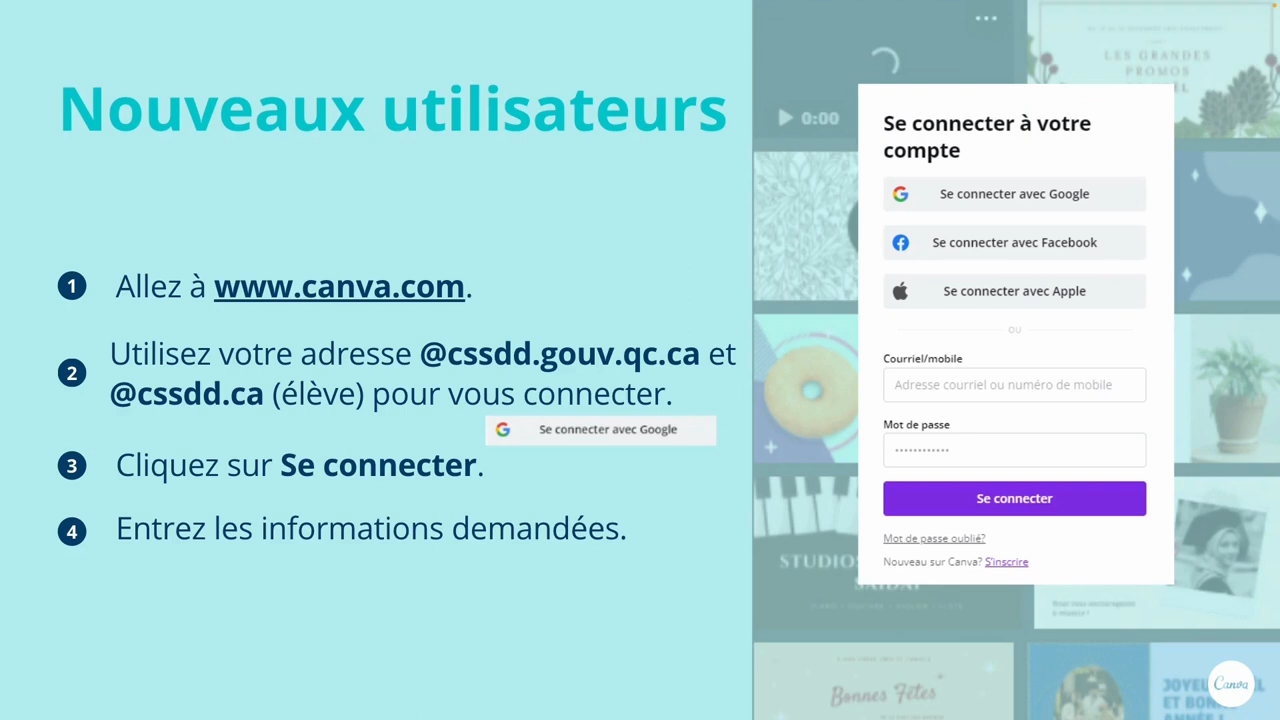 Nouveaux utilisateurs
1 Allez à www.canva.com.
2 Utilisez votre adresse @cssdd.gouv.qc.ca et
@cssdd.ca (élève) pour vous connecter.
Se connecter avec Google
3 Cliquez sur Se connecter.
4 Entrez les informations demandées.
0:00
LES GRANDES
PROMOS
Se connecter à votre
compte
Se connecter avec Google
Se connecter avec Facebook
Se connecter avec Apple
OU
Courriel/mobile
Adresse courriel ou numéro de mobile
Mot de passe
Se connecter
Mot de passe oublié?
Nouveau sur Canva? S'inscrire
Bonnes Fêtes
Canva